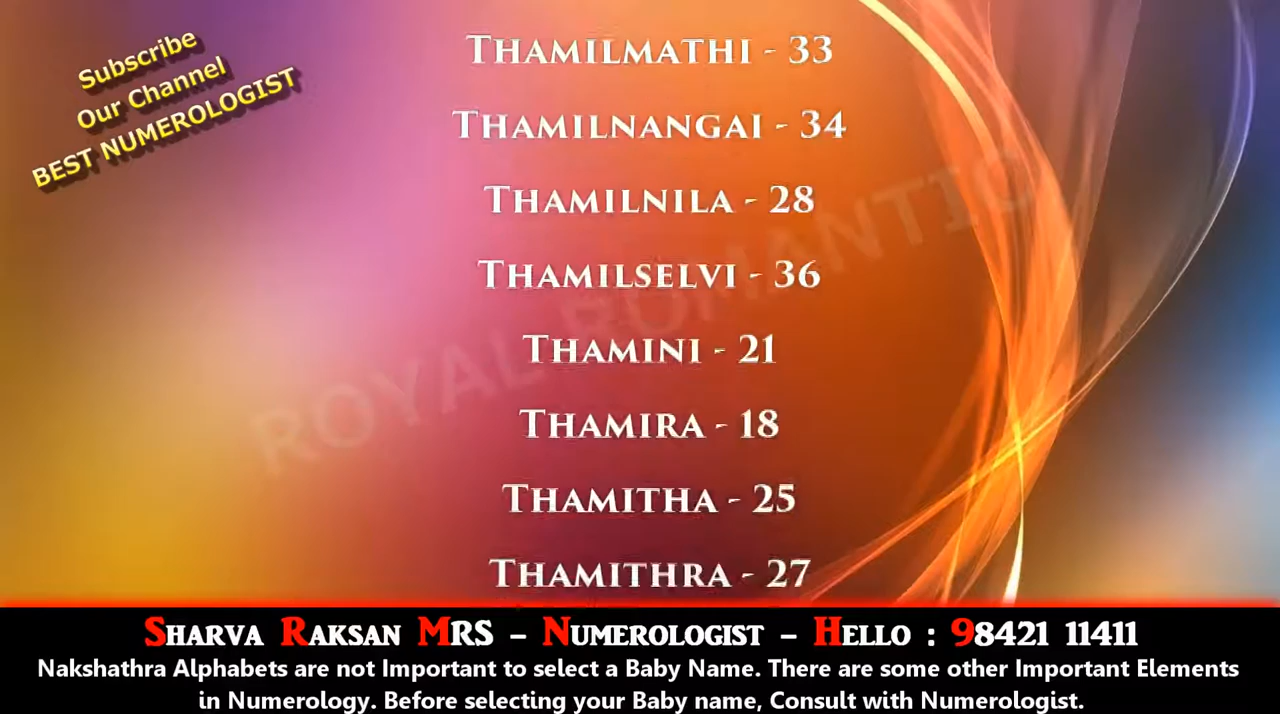 Subscribe
Our Channel
BEST NUMEROLOGIST
THAMILMATHI - 33
THAMILNANGAI - 34
THAMILNILA - 28
THAMILSELVI - 36
THAMINI - 21
THAMIRA - 18
THAMITHA - 25
THAMITHRA - 27
ROYAL ROMANTIC
SHARVA RAKSAN MRS – NUMEROLOGIST – HELLO : 98421 11411
Nakshathra Alphabets are not Important to select a Baby Name. There are some other Important Elements
in Numerology. Before selecting your Baby name, Consult with Numerologist.